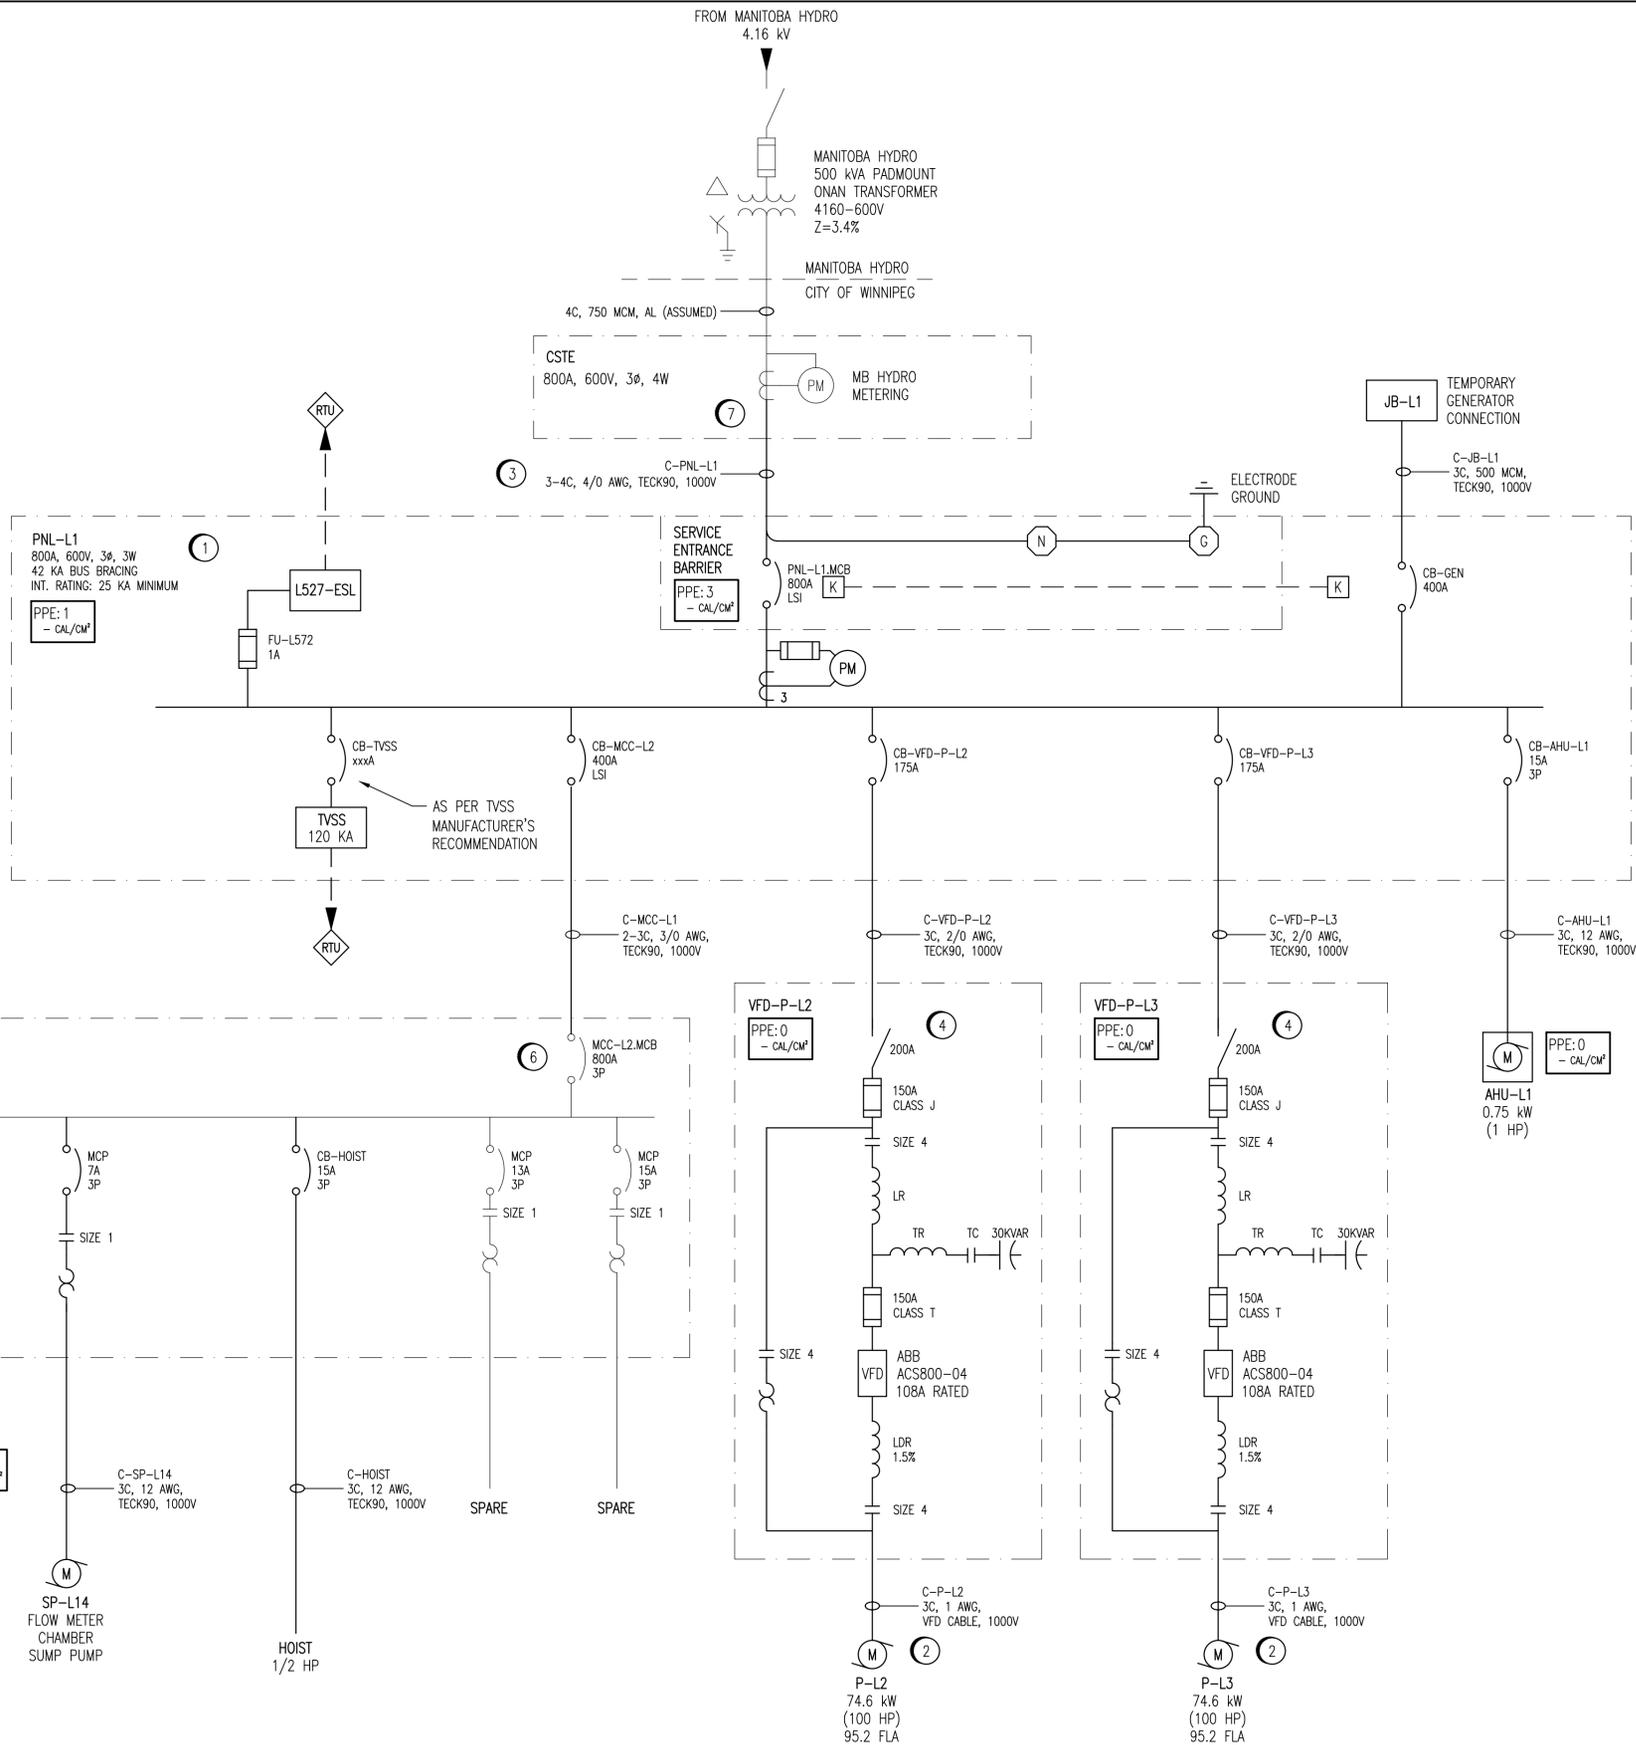 FROM MANITOBA HYDRO
4.16 kV
MANITOBA HYDRO
500 kVA PADMOUNT
ONAN TRANSFORMER
4160-600V
Z=3.4%
MANITOBA HYDRO
CITY OF WINNIPEG
4C, 750 MCM, AL (ASSUMED)
CSTE
800A, 600V, 3ø, 4W
PM
MB HYDRO
METERING
7
RTU
JB-L1
TEMPORARY
GENERATOR
CONNECTION
3
C-PNL-L1
3-4C, 4/0 AWG, TECK90, 1000V
C-JB-L1
3C, 500 MCM,
TECK90, 1000V
ELECTRODE
GROUND
PNL-L1
800A, 600V, 3ø, 3W
42 KA BUS BRACING
INT. RATING: 25 KA MINIMUM
1
PPE: 1
- CAL/CM²
L527-ESL
FU-L572
1A
SERVICE
ENTRANCE
BARRIER
PPE: 3
- CAL/CM²
N
G
PNL-L1.MCB
800A
LSI
K
K
CB-GEN
400A
PM
3
CB-TVSS
xxxA
TVSS
120 KA
AS PER TVSS
MANUFACTURER'S
RECOMMENDATION
RTU
CB-MCC-L2
400A
LSI
CB-VFD-P-L2
175A
CB-VFD-P-L3
175A
CB-AHU-L1
15A
3P
C-MCC-L1
2-3C, 3/0 AWG,
TECK90, 1000V
C-VFD-P-L2
3C, 2/0 AWG,
TECK90, 1000V
C-VFD-P-L3
3C, 2/0 AWG,
TECK90, 1000V
C-AHU-L1
3C, 12 AWG,
TECK90, 1000V
6
MCC-L2.MCB
800A
3P
VFD-P-L2
PPE: 0
- CAL/CM²
4
200A
150A
CLASS J
SIZE 4
LR
TR
TC
30KVAR
150A
CLASS T
SIZE 4
VFD
ABB
ACS800-04
108A RATED
LDR
1.5%
SIZE 4
VFD-P-L3
PPE: 0
- CAL/CM²
4
200A
150A
CLASS J
SIZE 4
LR
TR
TC
30KVAR
150A
CLASS T
SIZE 4
VFD
ABB
ACS800-04
108A RATED
LDR
1.5%
SIZE 4
M
PPE: 0
- CAL/CM²
AHU-L1
0.75 kW
(1 HP)
MCP
7A
3P
SIZE 1
CB-HOIST
15A
3P
MCP
13A
3P
SIZE 1
MCP
15A
3P
SIZE 1
C-SP-L14
3C, 12 AWG,
TECK90, 1000V
C-HOIST
3C, 12 AWG,
TECK90, 1000V
SPARE
SPARE
M
SP-L14
FLOW METER
CHAMBER
SUMP PUMP
HOIST
1/2 HP
C-P-L2
3C, 1 AWG,
VFD CABLE, 1000V
M
2
P-L2
74.6 kW
(100 HP)
95.2 FLA
C-P-L3
3C, 1 AWG,
VFD CABLE, 1000V
M
2
P-L3
74.6 kW
(100 HP)
95.2 FLA